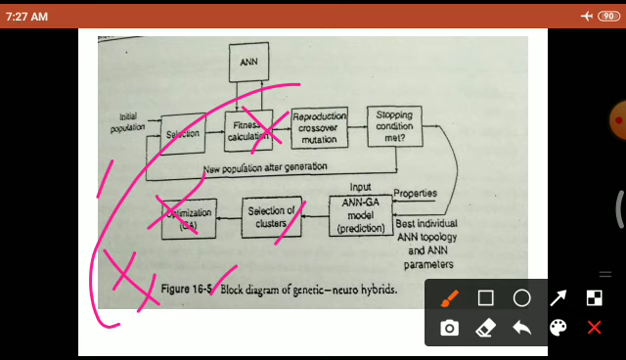 7:27 AM
90
ANN
Initial
population
Selection
Fitness
calculation
Reproduction
crossover
mutation
Stopping
condition
met?
New population after generation
Input
Properties
Optimization
(GA)
Selection of
clusters
ANN-GA
model
(prediction)
Best individual
ANN topology
and ANN
parameters
Figure 16-5 Block diagram of genetic–neuro hybrids.